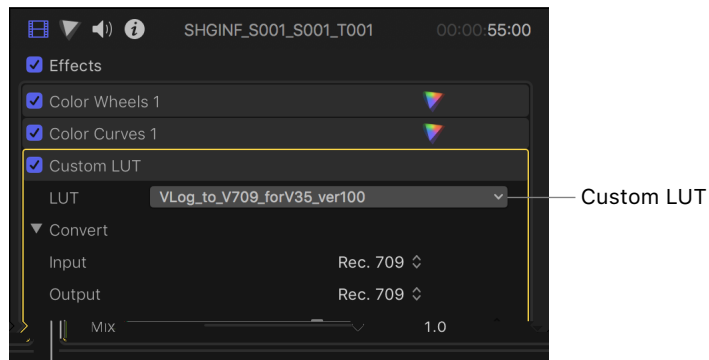 SHGINF_S001_S001_T001 00:00:55:00
Effects
Color Wheels 1
Color Curves 1
Custom LUT
LUT VLog_to_V709_forV35_ver100 Custom LUT
Convert
Input Rec. 709
Output Rec. 709
Mix 1.0